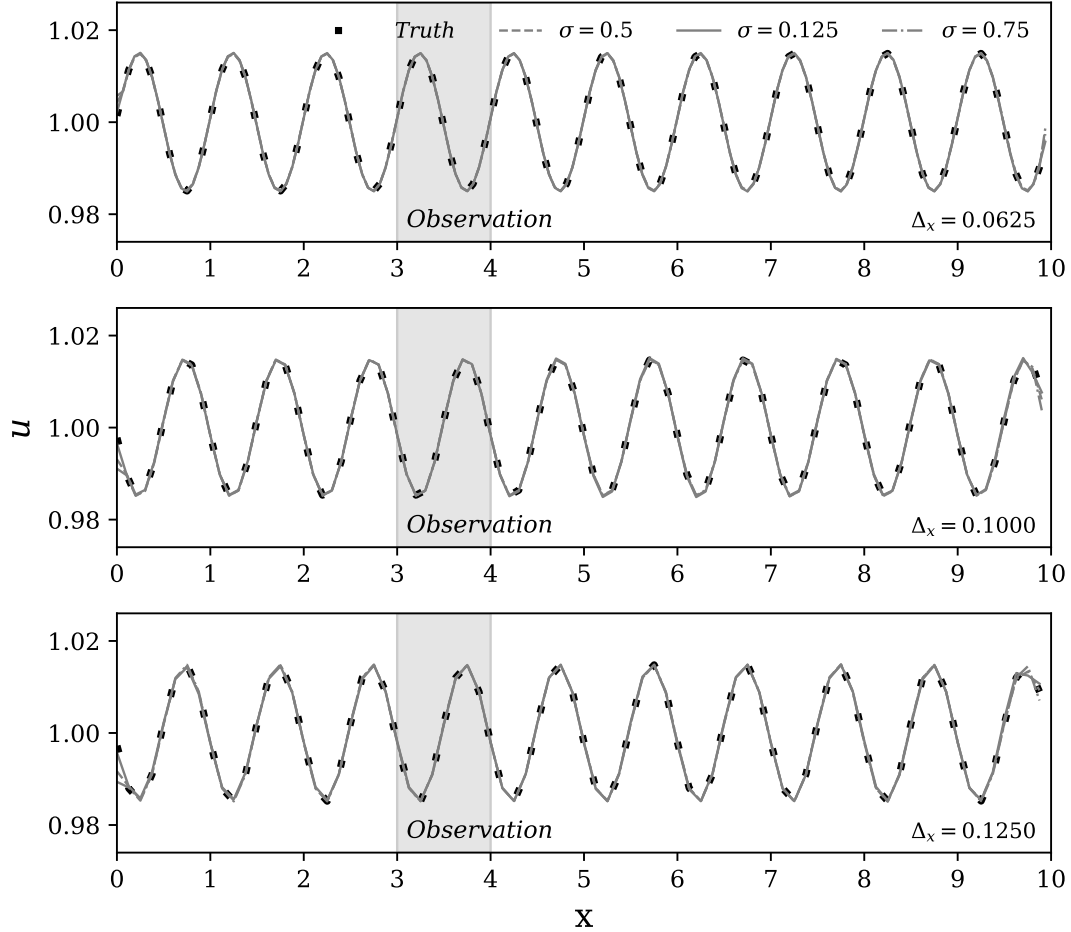 1.02
Truth
σ = 0.5
σ = 0.125
σ = 0.75
1.00
0.98
Observation
Δx = 0.0625
0 1 2 3 4 5 6 7 8 9 10
1.02
u
1.00
0.98
Observation
Δx = 0.1000
0 1 2 3 4 5 6 7 8 9 10
1.02
1.00
0.98
Observation
Δx = 0.1250
0 1 2 3 4 5 6 7 8 9 10
x